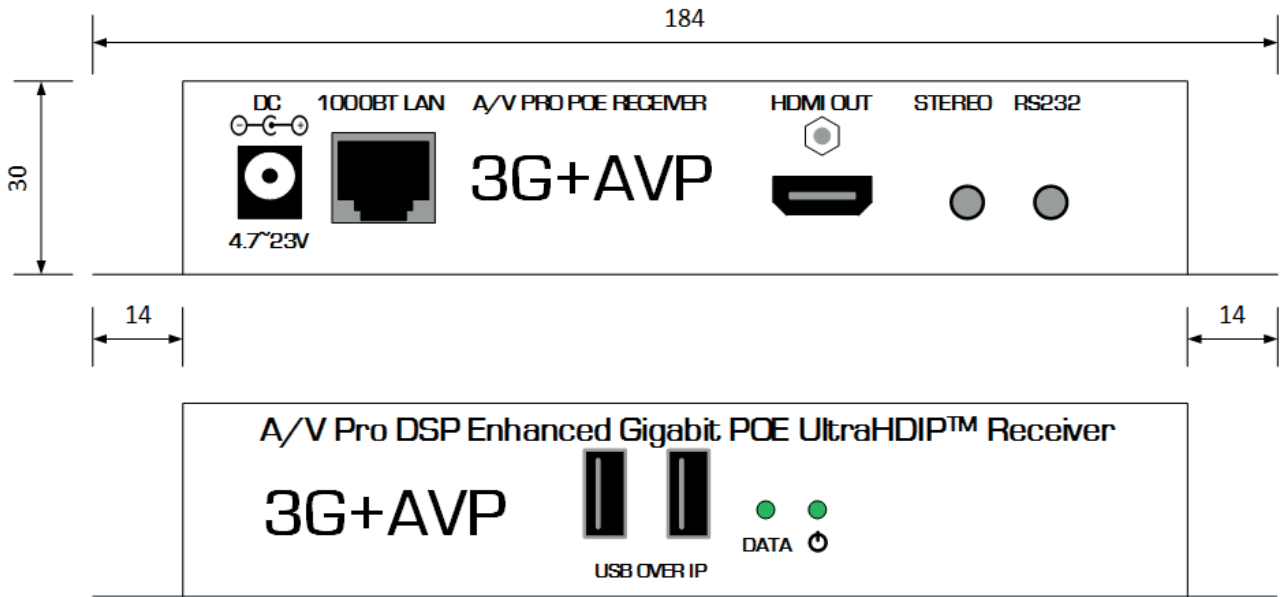 184
DC 1000BT LAN A/V PRO POE RECEIVER HDMI OUT STEREO RS232
30
3G+AVP
4.7~23V
14 14
A/V Pro DSP Enhanced Gigabit POE UltraHDIP™ Receiver
3G+AVP
DATA
USB OVER IP